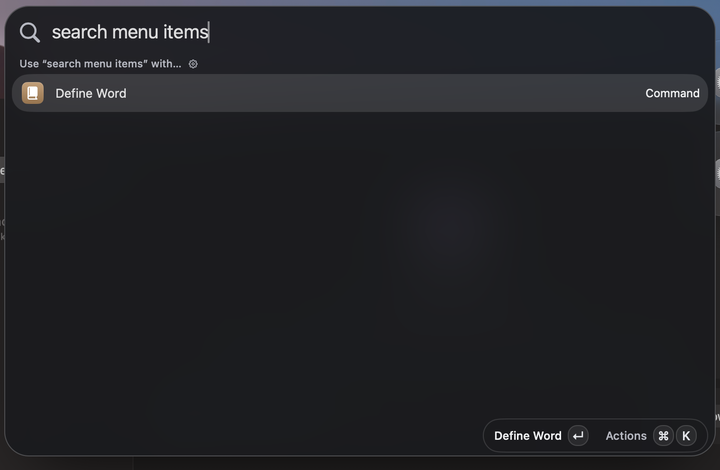 search menu items
Use “search menu items” with...
Define Word Command
Define Word ↵ Actions ⌘ K